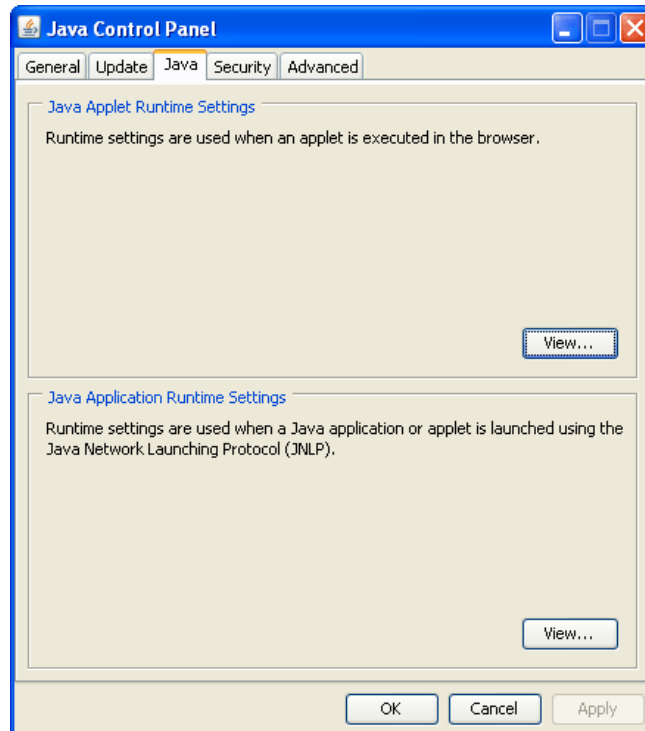 Java Control Panel
General Update Java Security Advanced
Java Applet Runtime Settings
Runtime settings are used when an applet is executed in the browser.
View...
Java Application Runtime Settings
Runtime settings are used when a Java application or applet is launched using the
Java Network Launching Protocol (JNLP).
View...
OK Cancel Apply